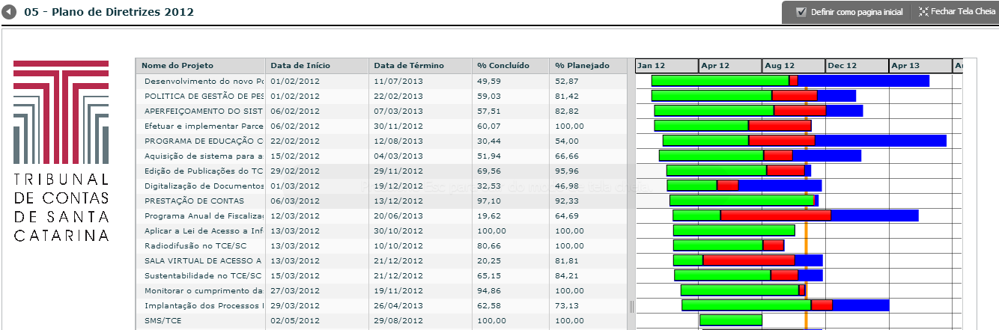 05 - Plano de Diretrizes 2012
Definir como pagina inicial
Fechar Tela Cheia
TRIBUNAL
DE CONTAS
DE SANTA
CATARINA
Nome do Projeto Data de Início Data de Término % Concluído % Planejado Jan 12 Apr 12 Aug 12 Dec 12 Apr 13
Desenvolvimento do novo 01/02/2012 11/07/2013 49,59 52,87
POLITICA DE GESTÃO DE 01/02/2012 22/02/2013 59,03 81,42
APERFEIÇOAMENTO DO SIST 06/02/2012 07/03/2013 57,51 82,82
Efetuar e implementar Parce 06/02/2012 30/11/2012 60,07 100,00
PROGRAMA DE EDUCAÇÃO 22/02/2012 12/08/2013 30,44 54,00
Aquisição de sistema para 15/02/2012 04/03/2013 51,94 66,66
Edição de Publicações do TC 29/02/2012 29/11/2012 69,56 95,96
Digitalização de Documentos 01/03/2012 19/12/2012 32,53 46,98
PRESTAÇÃO DE CONTAS 06/03/2012 13/12/2012 97,10 92,33
Programa Anual de Fiscaliza 12/03/2012 20/06/2013 19,62 64,69
Aplicar a Lei de Acesso a Inf 13/03/2012 30/10/2012 100,00 100,00
Radiodifusão no TCE/SC 13/03/2012 10/10/2012 80,66 100,00
SALA VIRTUAL DE ACESSO A 13/03/2012 21/12/2012 20,25 81,81
Sustentabilidade no TCE/SC 15/03/2012 21/12/2012 65,15 84,21
Monitorar o cumprimento das 27/03/2012 19/11/2012 94,86 100,00
Implantação dos Processos 29/03/2012 26/04/2013 62,58 73,13
SMS/TCE 02/05/2012 29/08/2012 100,00 100,00